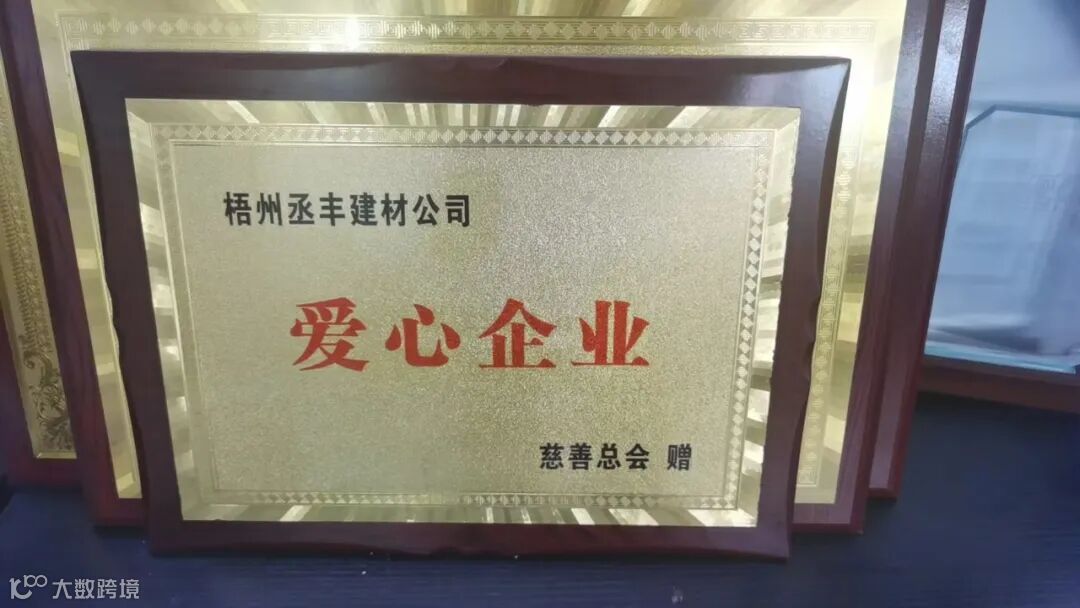 梧州丞丰建材公司
爱心企业
慈善总会 赠
大数跨境